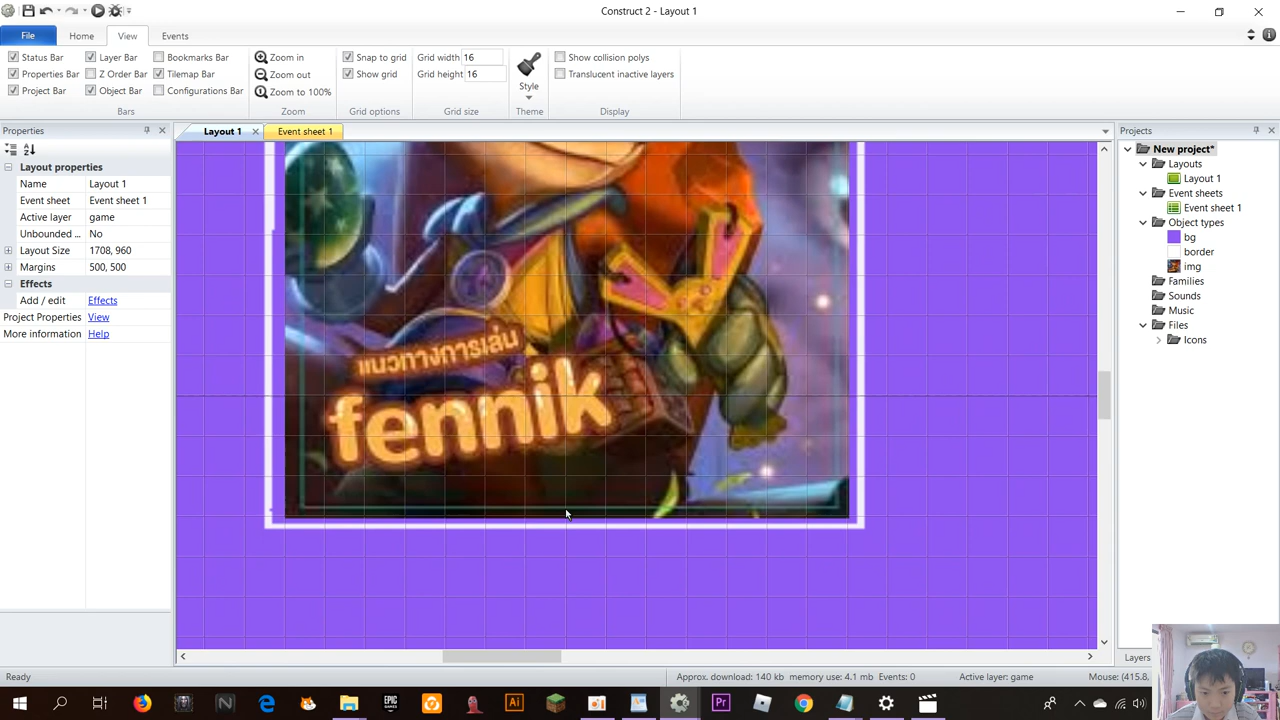 Construct 2 - Layout 1
File
Home
View
Events
Status Bar
Layer Bar
Bookmarks Bar
Zoom in
Snap to grid
Grid width 16
Show collision polys
Properties Bar
Z Order Bar
Tilemap Bar
Zoom out
Show grid
Grid height 16
Translucent inactive layers
Project Bar
Object Bar
Configurations Bar
Zoom to 100%
Style
Bars
Zoom
Grid options
Grid size
Theme
Display
Properties
Layout 1
Event sheet 1
Projects
Layout properties
Name Layout 1
Event sheet Event sheet 1
Active layer game
Unbounded ... No
Layout Size 1708, 960
Margins 500, 500
Effects
Add / edit Effects
Project Properties View
More information Help
แนวทางการเล่น
fennik
New project*
Layouts
Layout 1
Event sheets
Event sheet 1
Object types
bg
border
img
Families
Sounds
Music
Files
Icons
Layers
Ready
Approx. download: 140 kb
memory use: 4.1 mb
Events: 0
Active layer: game
Mouse: (415.8,
EPIC GAMES
Ai
Pr